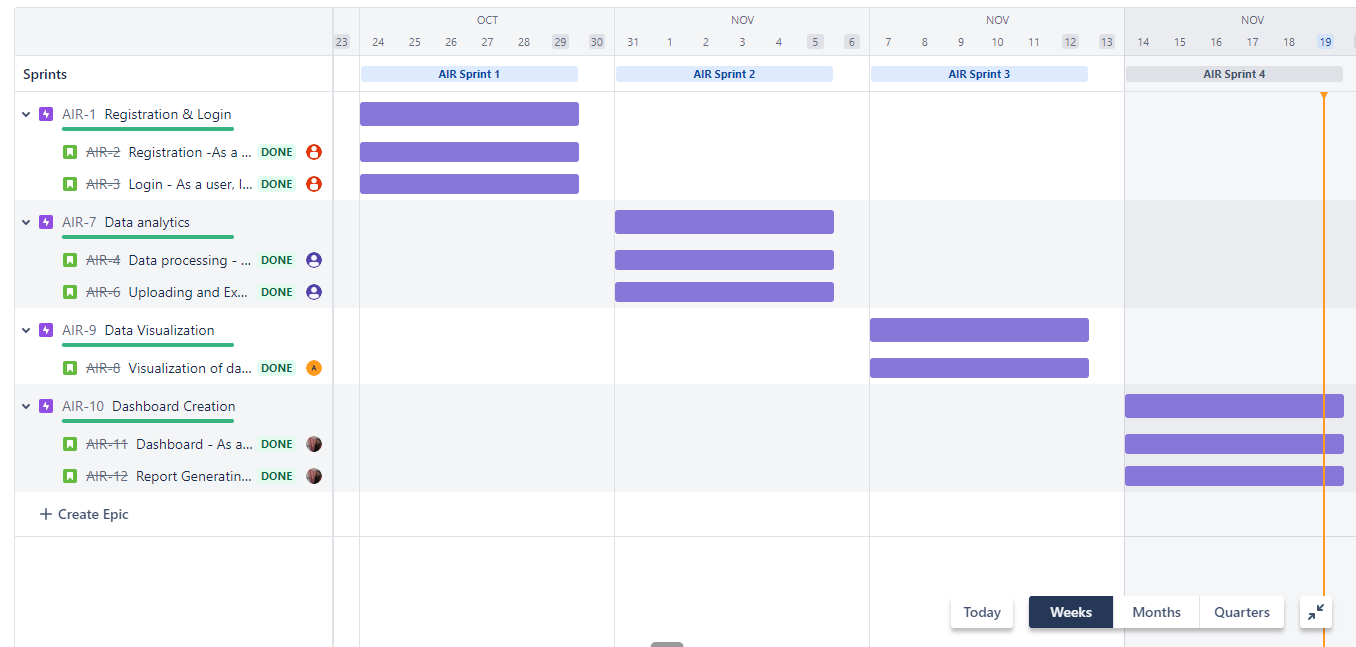 OCT NOV NOV NOV
23 24 25 26 27 28 29 30 31 1 2 3 4 5 6 7 8 9 10 11 12 13 14 15 16 17 18 19
Sprints AIR Sprint 1 AIR Sprint 2 AIR Sprint 3 AIR Sprint 4
AIR-1 Registration & Login
AIR-2 Registration -As a ... DONE
AIR-3 Login - As a user, I... DONE
AIR-7 Data analytics
AIR-4 Data processing - ... DONE
AIR-6 Uploading and Ex... DONE
AIR-9 Data Visualization
AIR-8 Visualization of da... DONE A
AIR-10 Dashboard Creation
AIR-11 Dashboard - As a... DONE
AIR-12 Report Generatin... DONE
+ Create Epic
Today Weeks Months Quarters